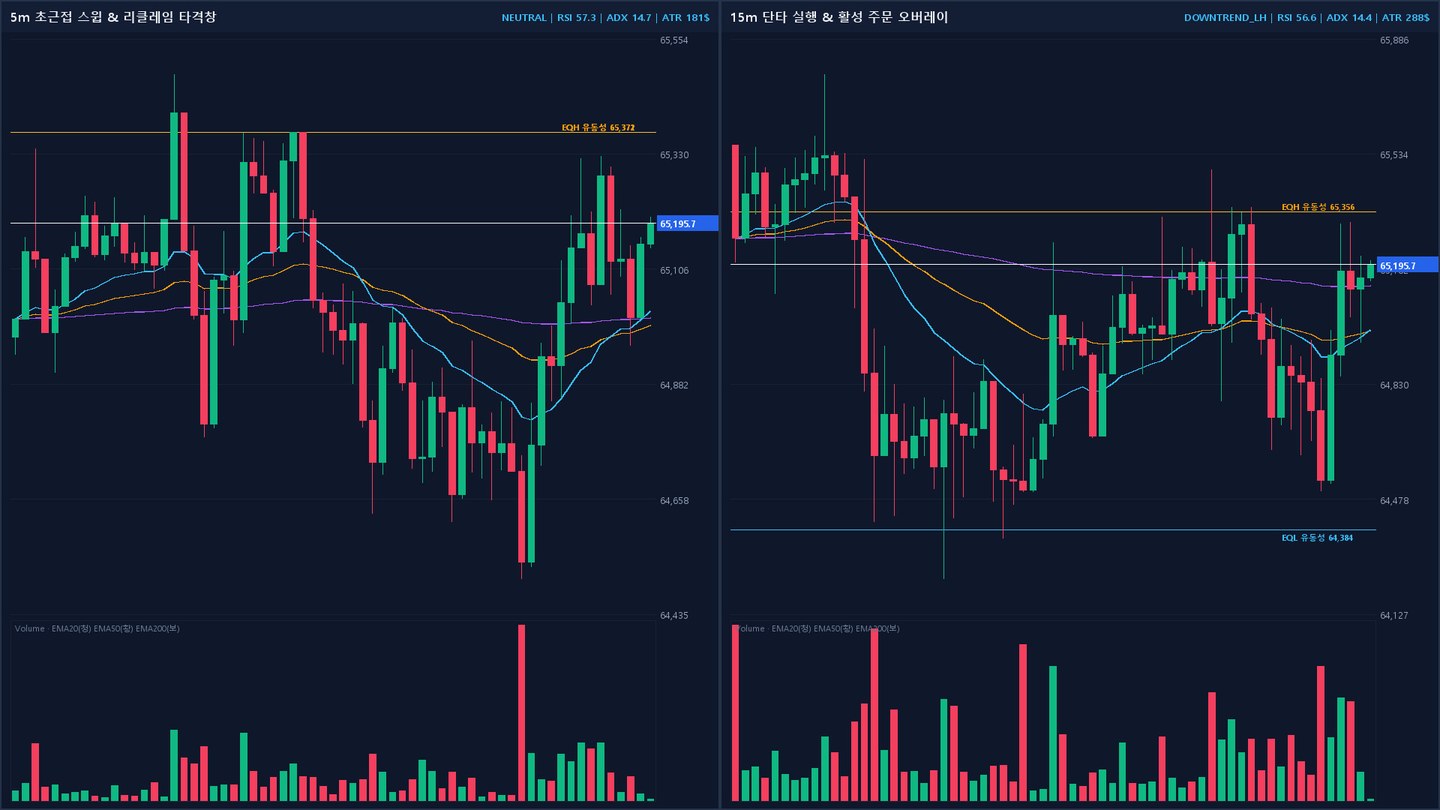 5m 초근접 스윕 & 리클레임 타격창
NEUTRAL | RSI 57.3 | ADX 14.7 | ATR 181$
65,554
EQH 유동성 65,372
65,330
65,195.7
65,106
64,882
64,658
64,435
Volume · EMA20(청) EMA50(황) EMA200(보)
15m 단타 실행 & 활성 주문 오버레이
DOWNTREND_LH | RSI 56.6 | ADX 14.4 | ATR 288$
65,886
65,534
EQH 유동성 65,356
65,195.7
64,830
64,478
EQL 유동성 64,384
64,127
Volume · EMA20(청) EMA50(황) EMA200(보)